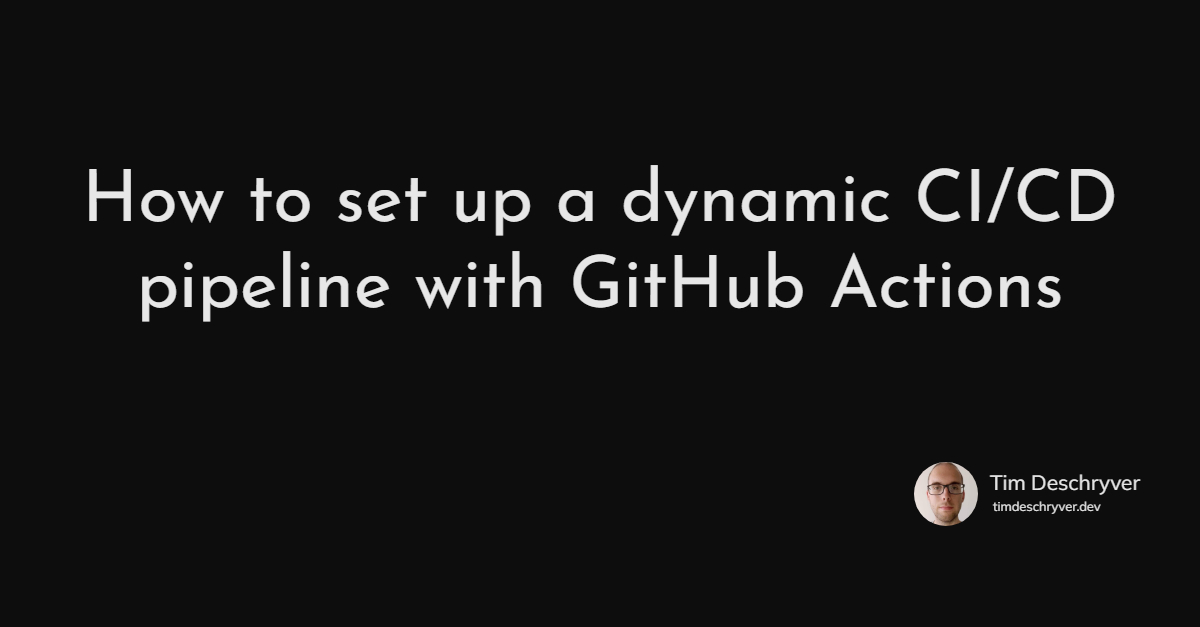 How to set up a dynamic CI/CD
pipeline with GitHub Actions
Tim Deschryver
timdeschryver.dev